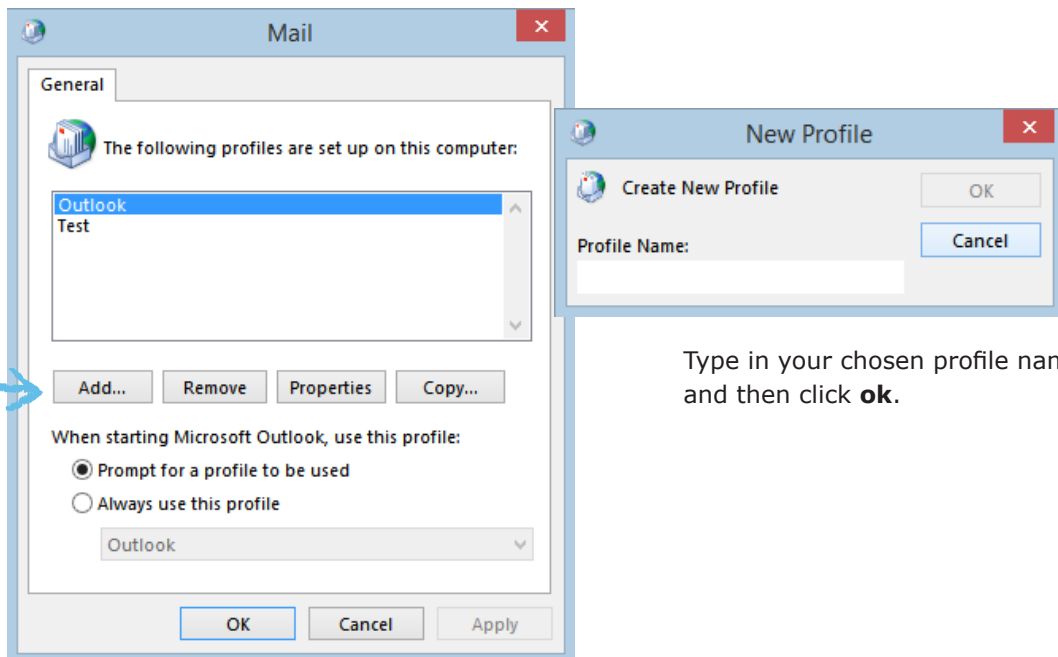 Mail
General
The following profiles are set up on this computer:
Outlook
Test
Add...
Remove
Properties
Copy...
When starting Microsoft Outlook, use this profile:
Prompt for a profile to be used
Always use this profile
Outlook
OK
Cancel
Apply
New Profile
Create New Profile
OK
Profile Name:
Cancel
Type in your chosen profile
and then click ok.